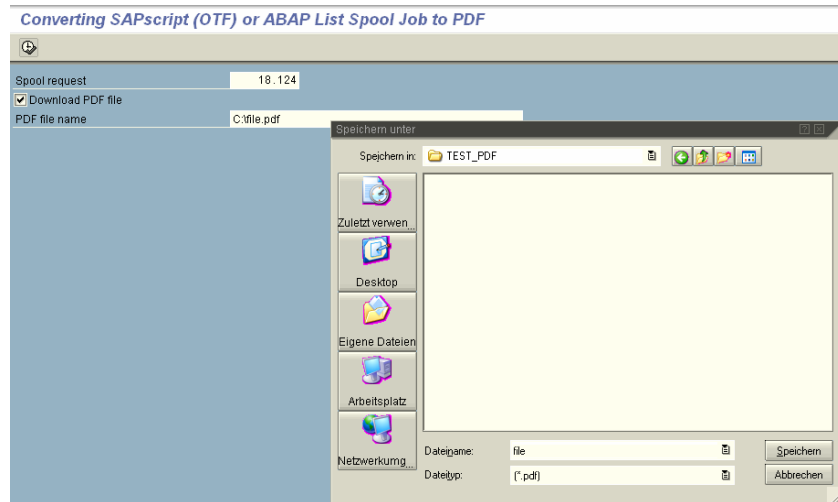 Converting SAPscript (OTF) or ABAP List Spool Job to PDF
Spool request 18.124
Download PDF file
PDF file name C:\file.pdf
Speichern unter
Speichern in: TEST_PDF
Zuletzt verwen...
Desktop
Eigene Dateien
Arbeitsplatz
Netzwerkumg...
Dateiname: file Speichern
Dateityp: (*.pdf) Abbrechen